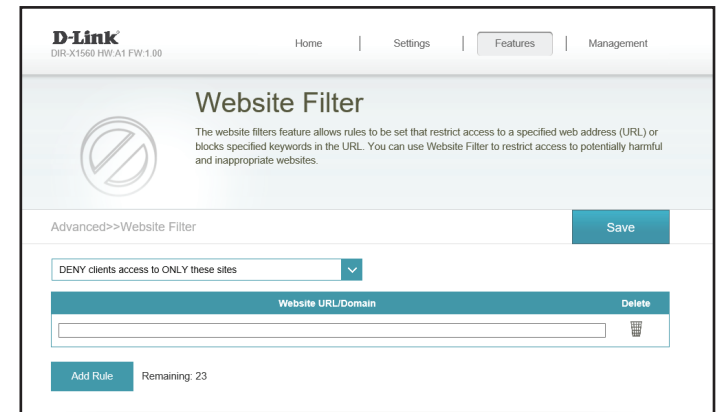 D-Link
DIR-X1560 HW:A1 FW:1.00
Home | Settings | Features | Management
Website Filter
The website filters feature allows rules to be set that restrict access to a specified web address (URL) or
blocks specified keywords in the URL. You can use Website Filter to restrict access to potentially harmful
and inappropriate websites.
Advanced>>Website Filter
Save
DENY clients access to ONLY these sites
Website URL/Domain Delete
Add Rule Remaining: 23